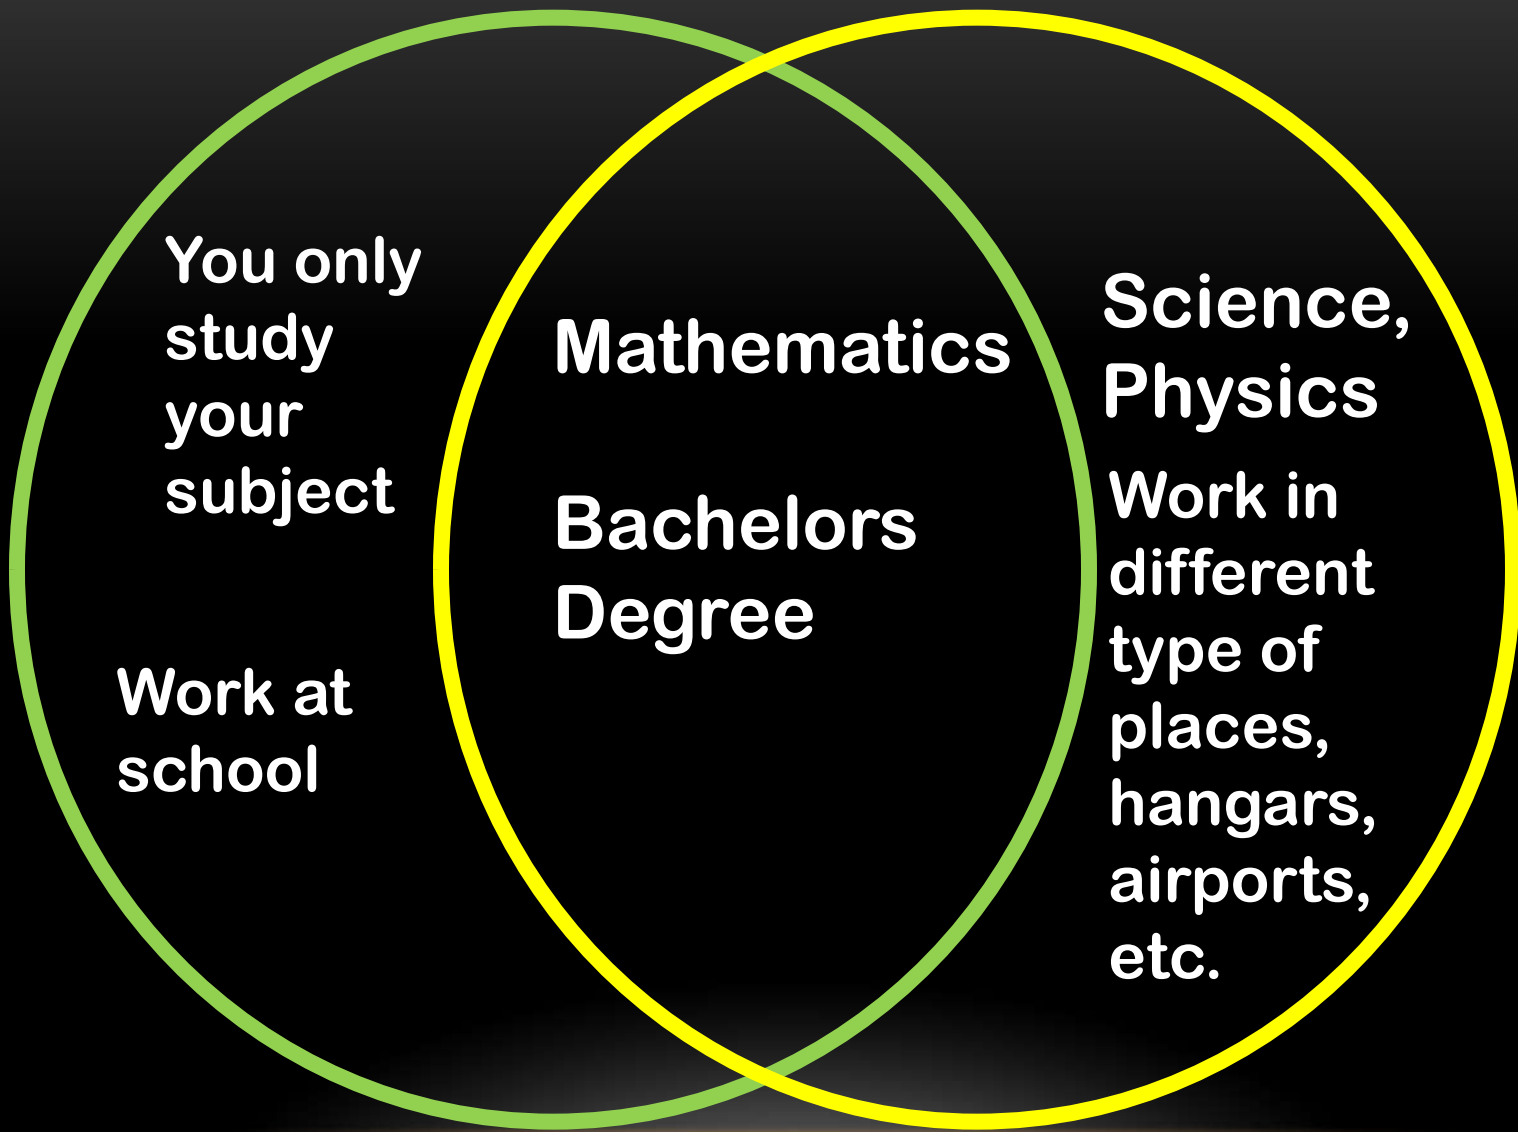 You only
study
your
subject
Work at
school
Mathematics
Bachelors
Degree
Science,
Physics
Work in
different
type of
places,
hangars,
airports,
etc.